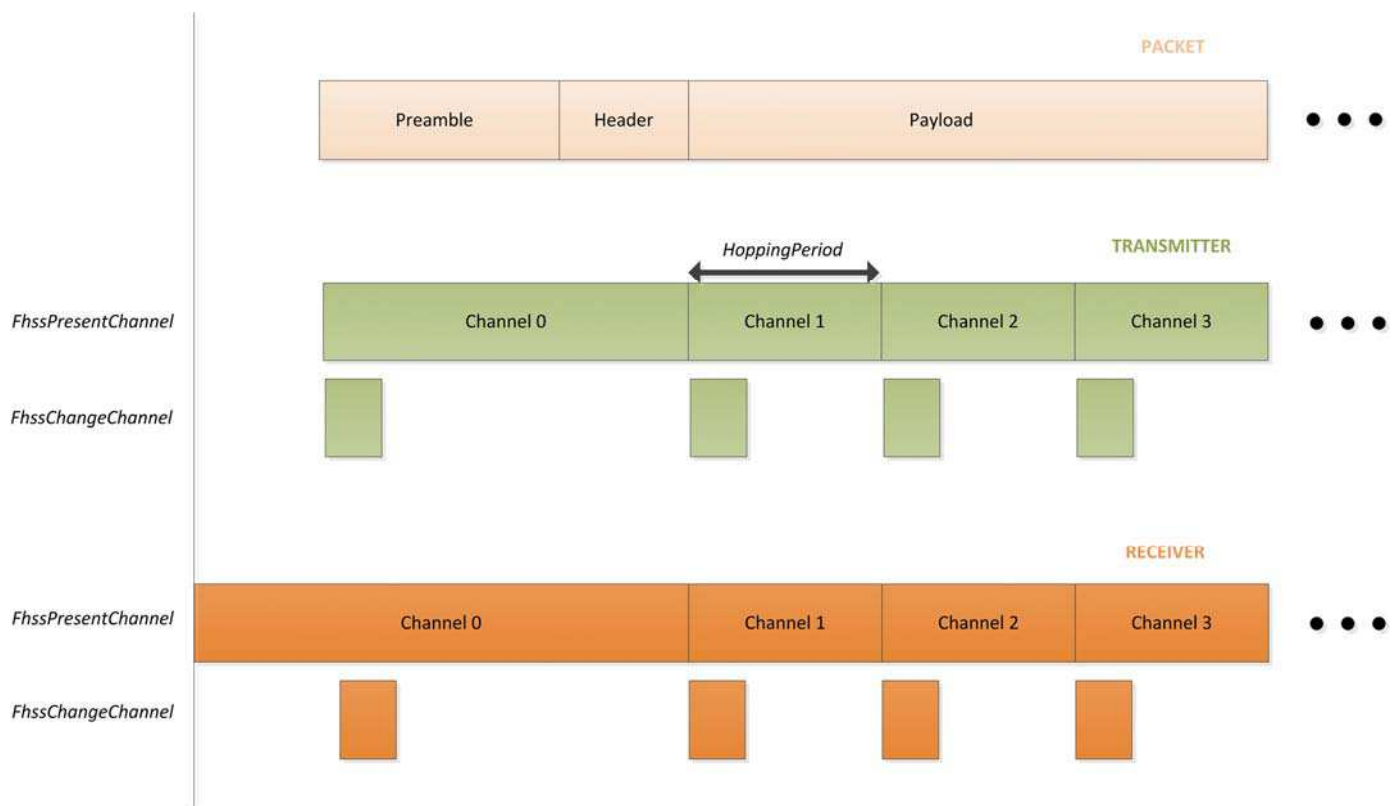 PACKET
Preamble Header Payload
HoppingPeriod
TRANSMITTER
FhssPresentChannel Channel 0 Channel 1 Channel 2 Channel 3
FhssChangeChannel
RECEIVER
FhssPresentChannel Channel 0 Channel 1 Channel 2 Channel 3
FhssChangeChannel